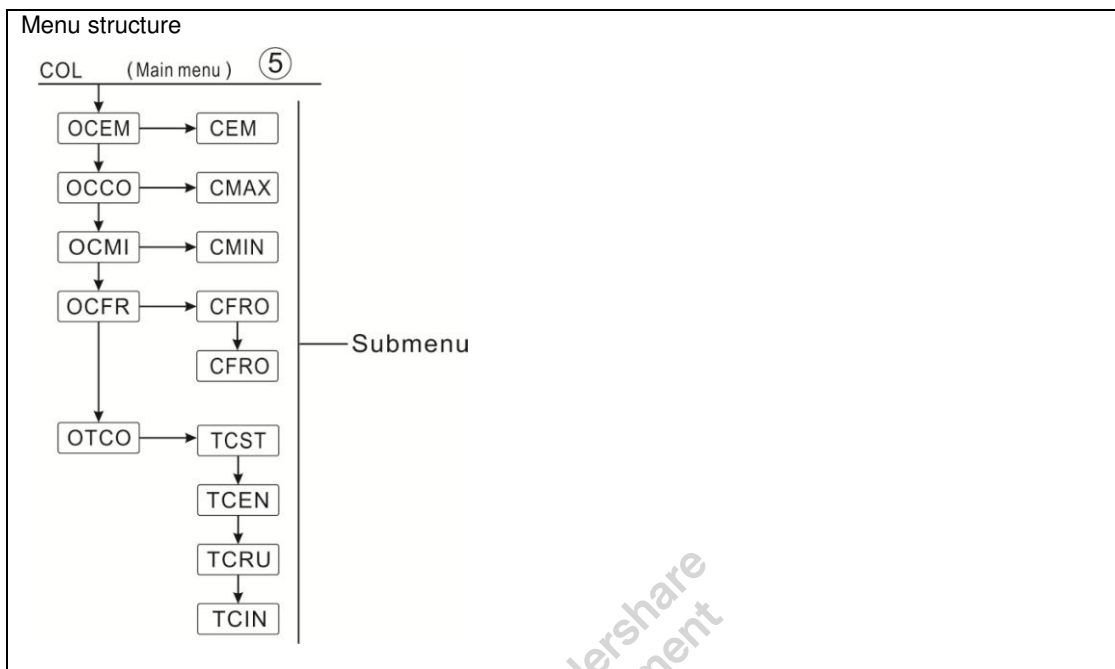 Menu structure
COL (Main menu) ⑤
OCEM CEM
OCCO CMAX
OCMI CMIN
OCFR CFRO
CFRO
Submenu
OTCO TCST
TCEN
TCRU
TCIN